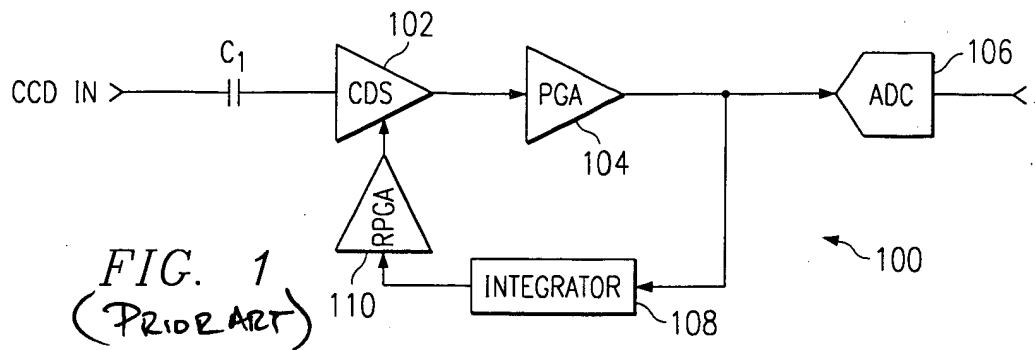 102
C1
106
CCD IN
CDS
PGA
ADC
104
RPGA
110
INTEGRATOR
108
100
FIG. 1
(PRIOR ART)